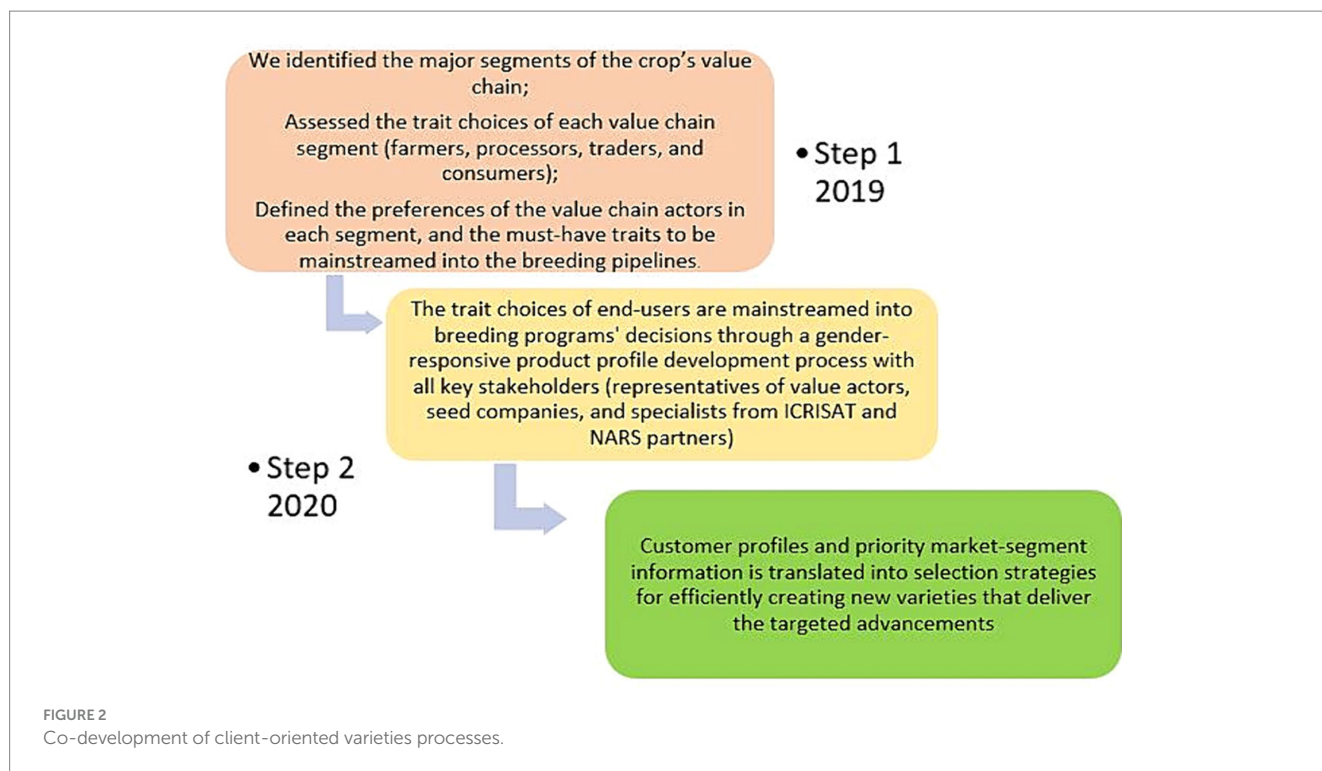 We identified the major segments of the crop's value
chain;
Assessed the trait choices of each value chain
segment (farmers, processors, traders, and
consumers);
Defined the preferences of the value chain actors in
each segment, and the must-have traits to be
mainstreamed into the breeding pipelines.
• Step 1
2019
The trait choices of end-users are mainstreamed into
breeding programs' decisions through a gender-
responsive product profile development process with
all key stakeholders (representatives of value actors,
seed companies, and specialists from ICRISAT and
NARS partners)
• Step 2
2020
Customer profiles and priority market-segment
information is translated into selection strategies
for efficiently creating new varieties that deliver
the targeted advancements
FIGURE 2
Co-development of client-oriented varieties processes.